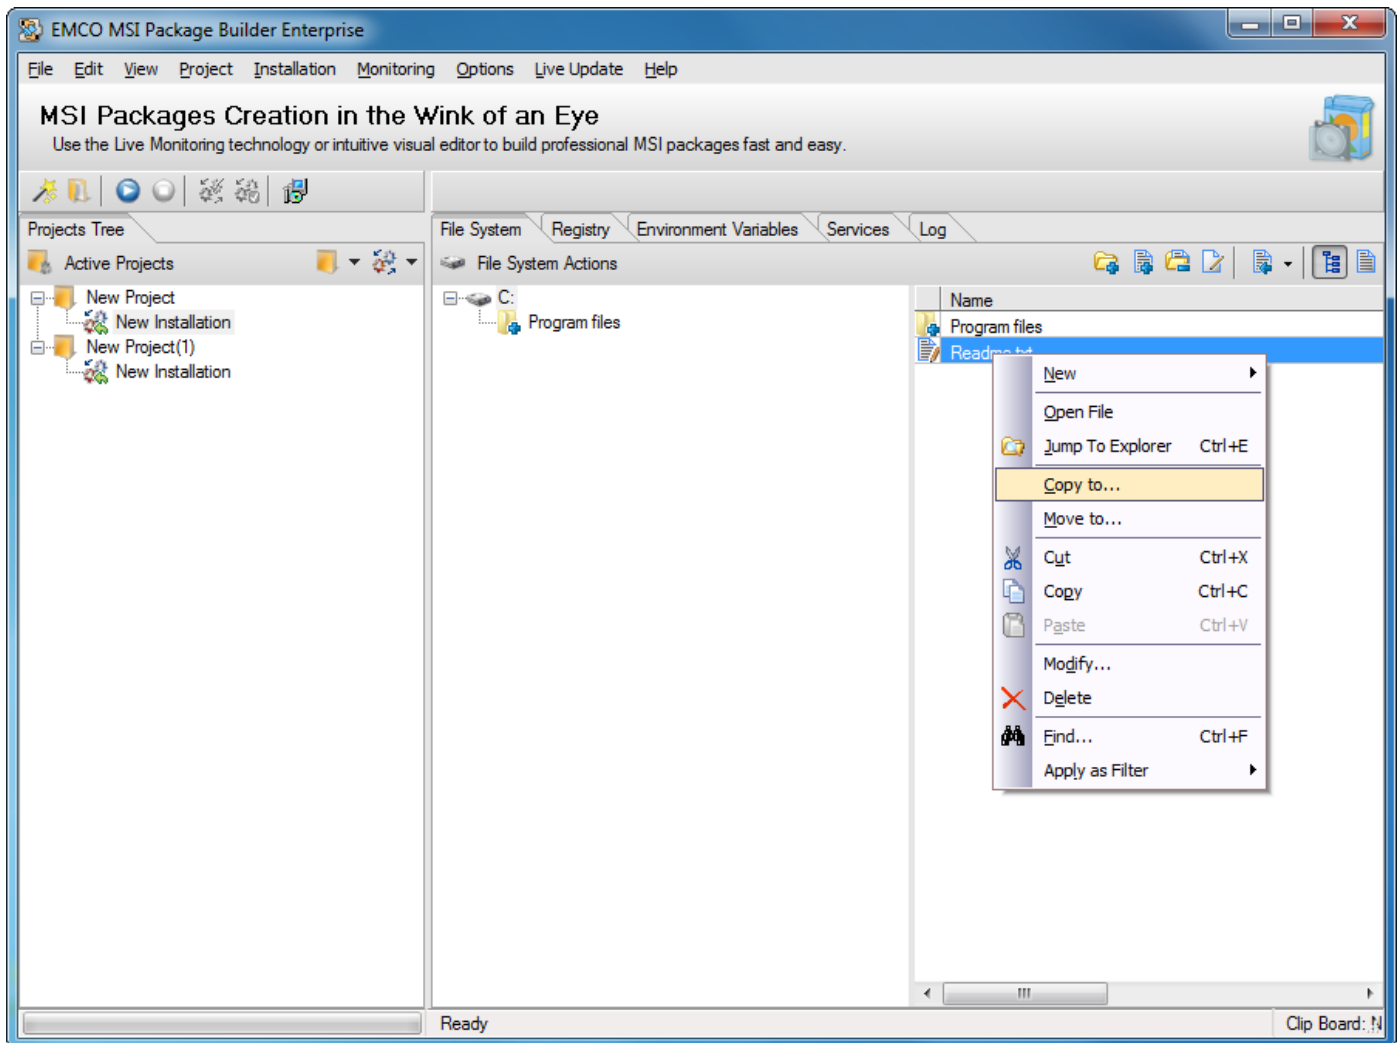 EMCO MSI Package Builder Enterprise
File Edit View Project Installation Monitoring Options Live Update Help
MSI Packages Creation in the Wink of an Eye
Use the Live Monitoring technology or intuitive visual editor to build professional MSI packages fast and easy.
Projects Tree
File System Registry Environment Variables Services Log
Active Projects
File System Actions
New Project
New Installation
New Project(1)
New Installation
C:
Program files
Name
Program files
Readme.txt
New
Open File
Jump To Explorer Ctrl+E
Copy to...
Move to...
Cut Ctrl+X
Copy Ctrl+C
Paste Ctrl+V
Modify...
Delete
Find... Ctrl+F
Apply as Filter
Ready
Clip Board: N